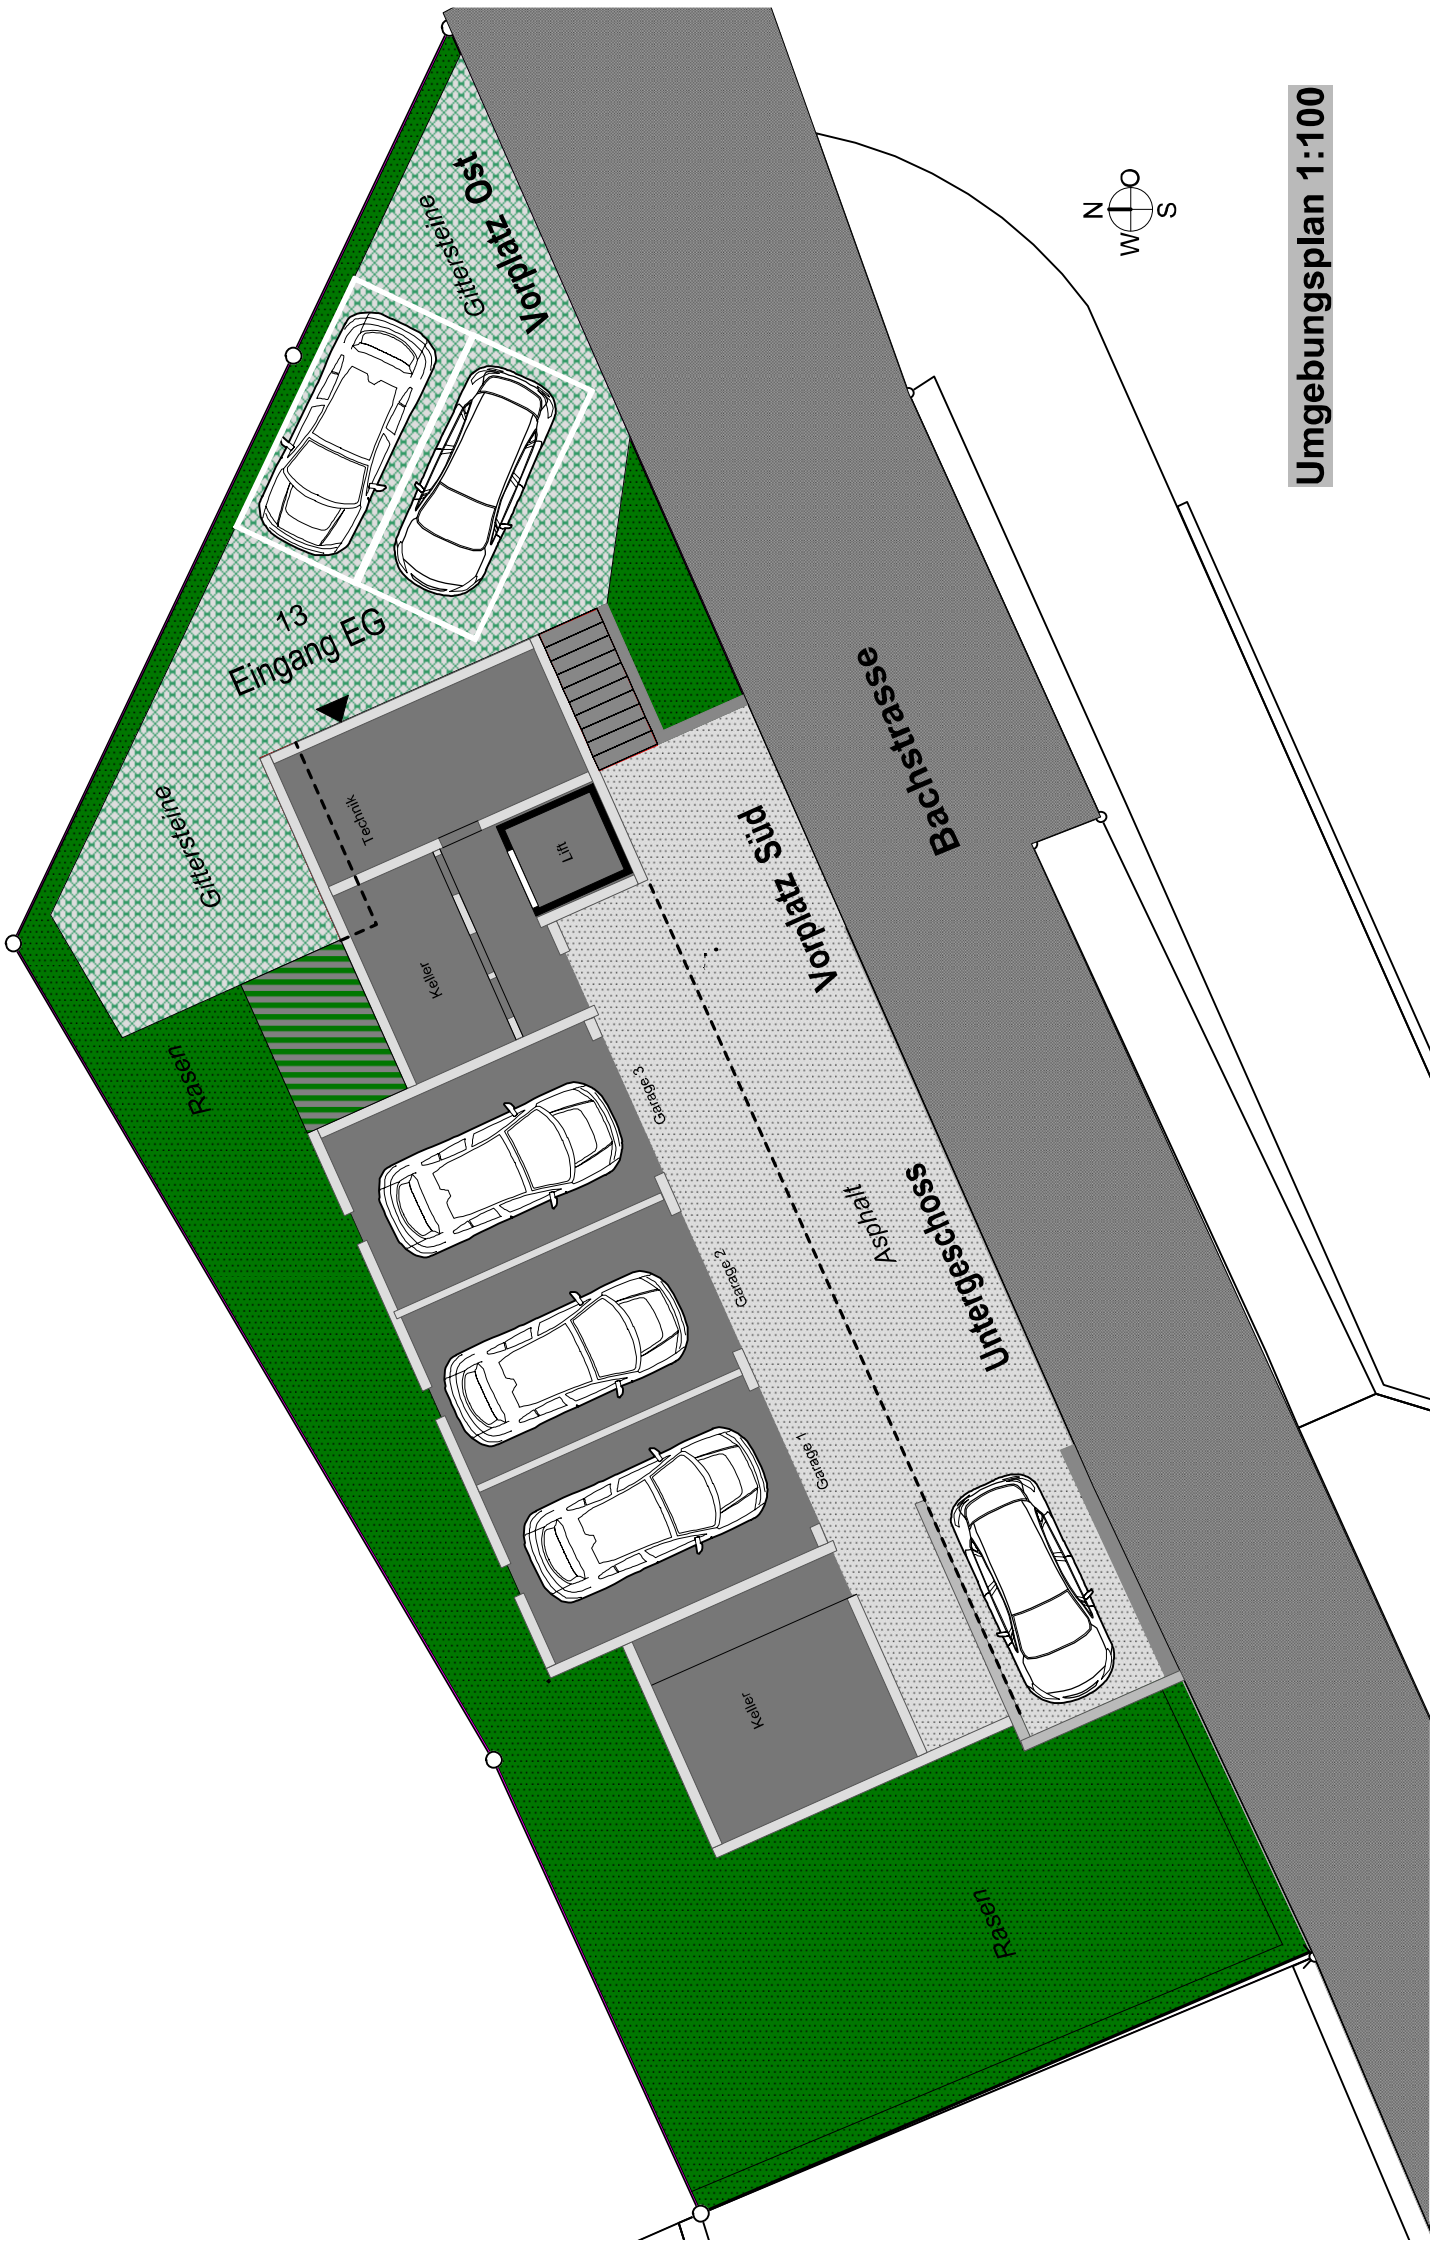 Umgebungsplan 1:100
N
W O
S
Vorplatz Ost
Gittersteine
13
Eingang EG
Gittersteine
Technik
Lift
Keller
Rasen
Bachstrasse
Vorplatz Süd
Garage 3
Garage 2
Garage 1
Asphalt
Untergeschoss
Keller
Rasen